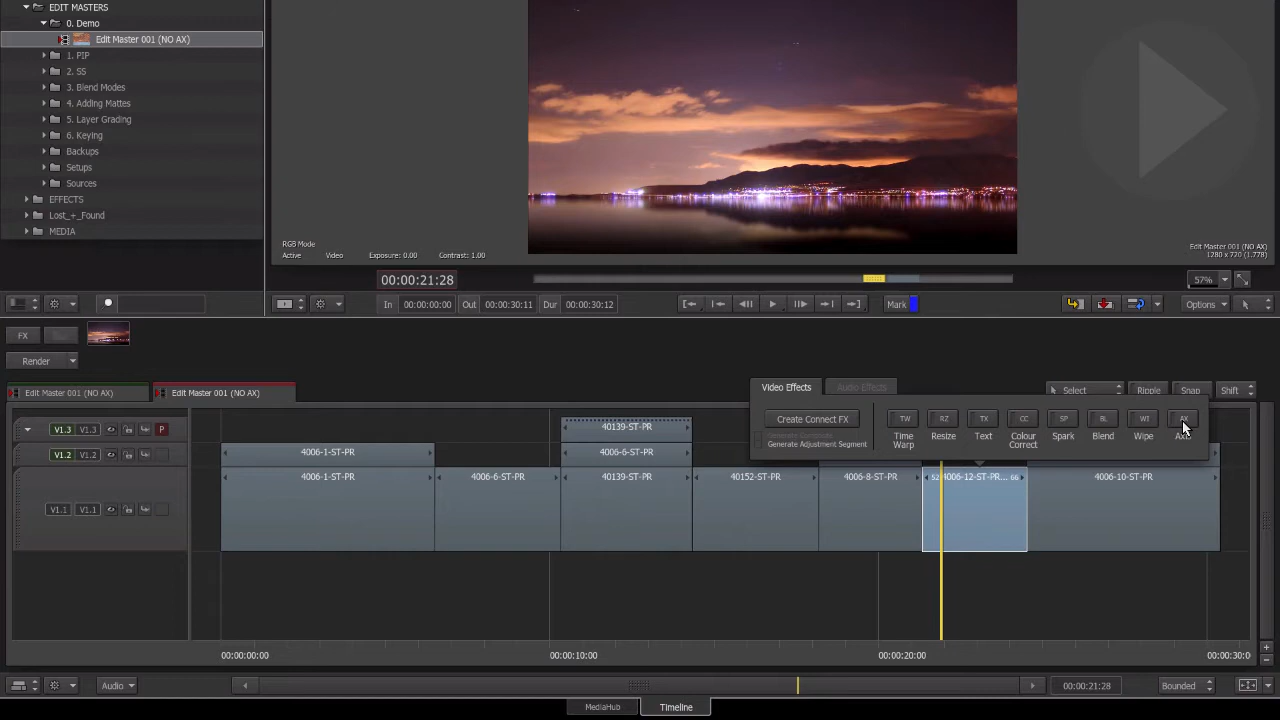 EDIT MASTERS
0. Demo
Edit Master 001 (NO AX)
1. PIP
2. SS
3. Blend Modes
4. Adding Mattes
5. Layer Grading
6. Keying
Backups
Setups
Sources
EFFECTS
Lost_+_Found
MEDIA
RGB Mode
Active Video Exposure: 0.00 Contrast: 1.00
Edit Master 001 (NO AX)
1280 x 720 (1.778)
00:00:21:28
57%
In 00:00:00:00 Out 00:00:30:11 Dur 00:00:30:12
Mark
Options
FX
Render
Edit Master 001 (NO AX) Edit Master 001 (NO AX)
Video Effects Audio Effects
Select Ripple Snap Shift
Create Connect FX
Generate Adjustment Segment
TW RZ TX CC SP BL WI AX
Time Warp Resize Text Colour Correct Spark Blend Wipe Axis
V1.3 V1.3 P
40139-ST-PR
V1.2 V1.2
4006-1-ST-PR 4006-6-ST-PR
V1.1 V1.1
4006-1-ST-PR 4006-6-ST-PR 40139-ST-PR 40152-ST-PR 4006-8-ST-PR 52 4006-12-ST-PR... 66 4006-10-ST-PR
00:00:00:00 00:00:10:00 00:00:20:00 00:00:30:0
Audio
00:00:21:28
Bounded
MediaHub Timeline